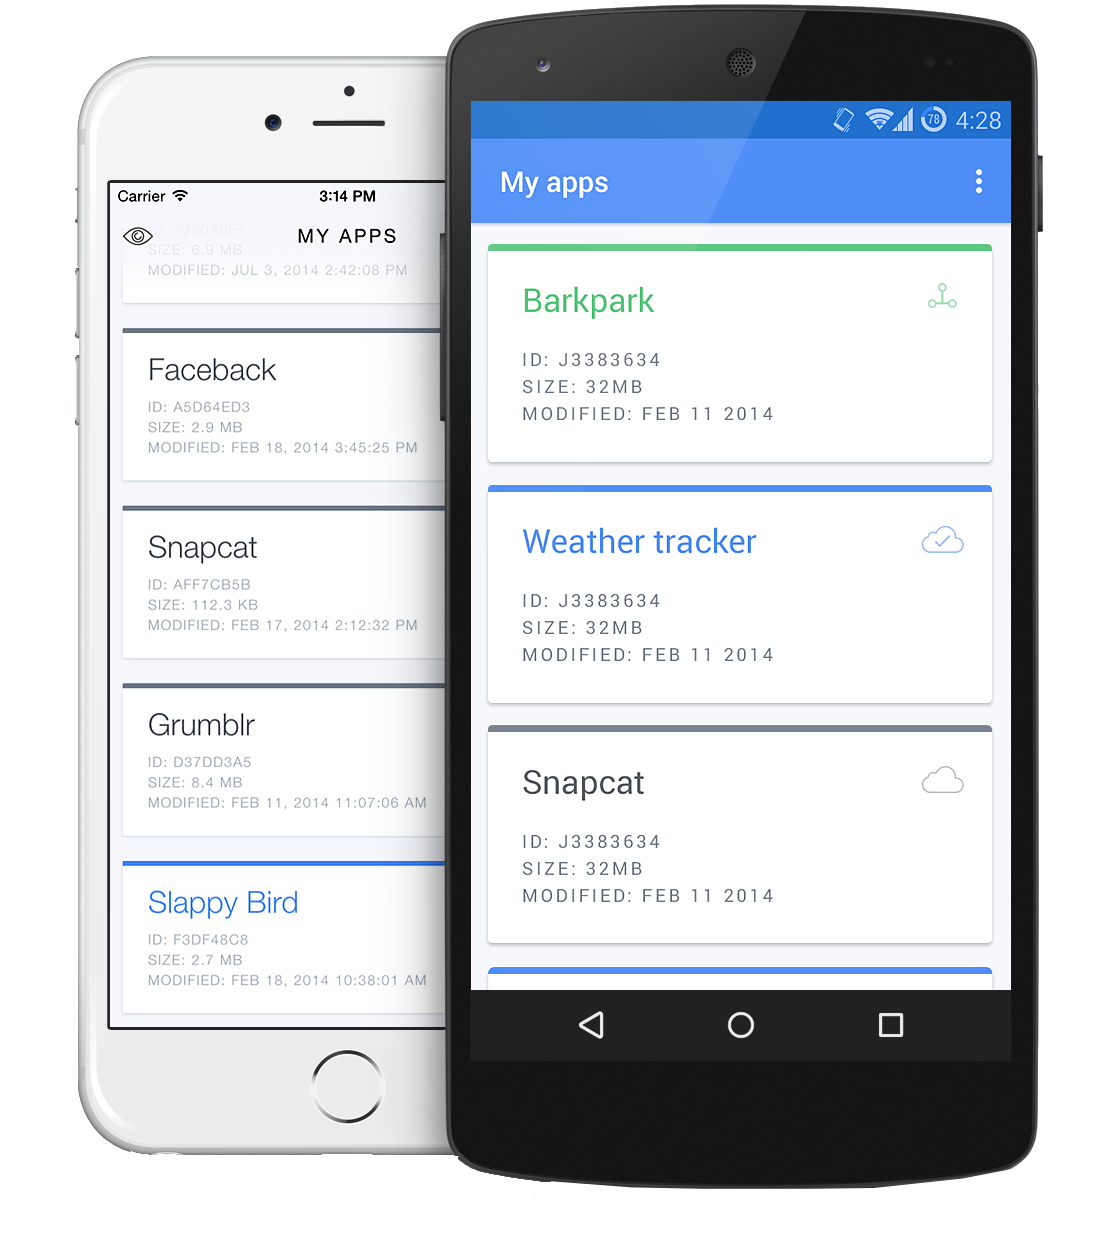 Carrier
3:14 PM
MY APPS
SIZE: 6.9 MB
MODIFIED: JUL 3, 2014 2:42:08 PM
Faceback
ID: A5D64ED3
SIZE: 2.9 MB
MODIFIED: FEB 18, 2014 3:45:25 PM
Snapcat
ID: AFF7CB5B
SIZE: 112.3 KB
MODIFIED: FEB 17, 2014 2:12:32 PM
Grumblr
ID: D37DD3A5
SIZE: 8.4 MB
MODIFIED: FEB 11, 2014 11:07:06 AM
Slappy Bird
ID: F3DF48C8
SIZE: 2.7 MB
MODIFIED: FEB 18, 2014 10:38:01 AM
78 4:28
My apps
Barkpark
ID: J3383634
SIZE: 32MB
MODIFIED: FEB 11 2014
Weather tracker
ID: J3383634
SIZE: 32MB
MODIFIED: FEB 11 2014
Snapcat
ID: J3383634
SIZE: 32MB
MODIFIED: FEB 11 2014